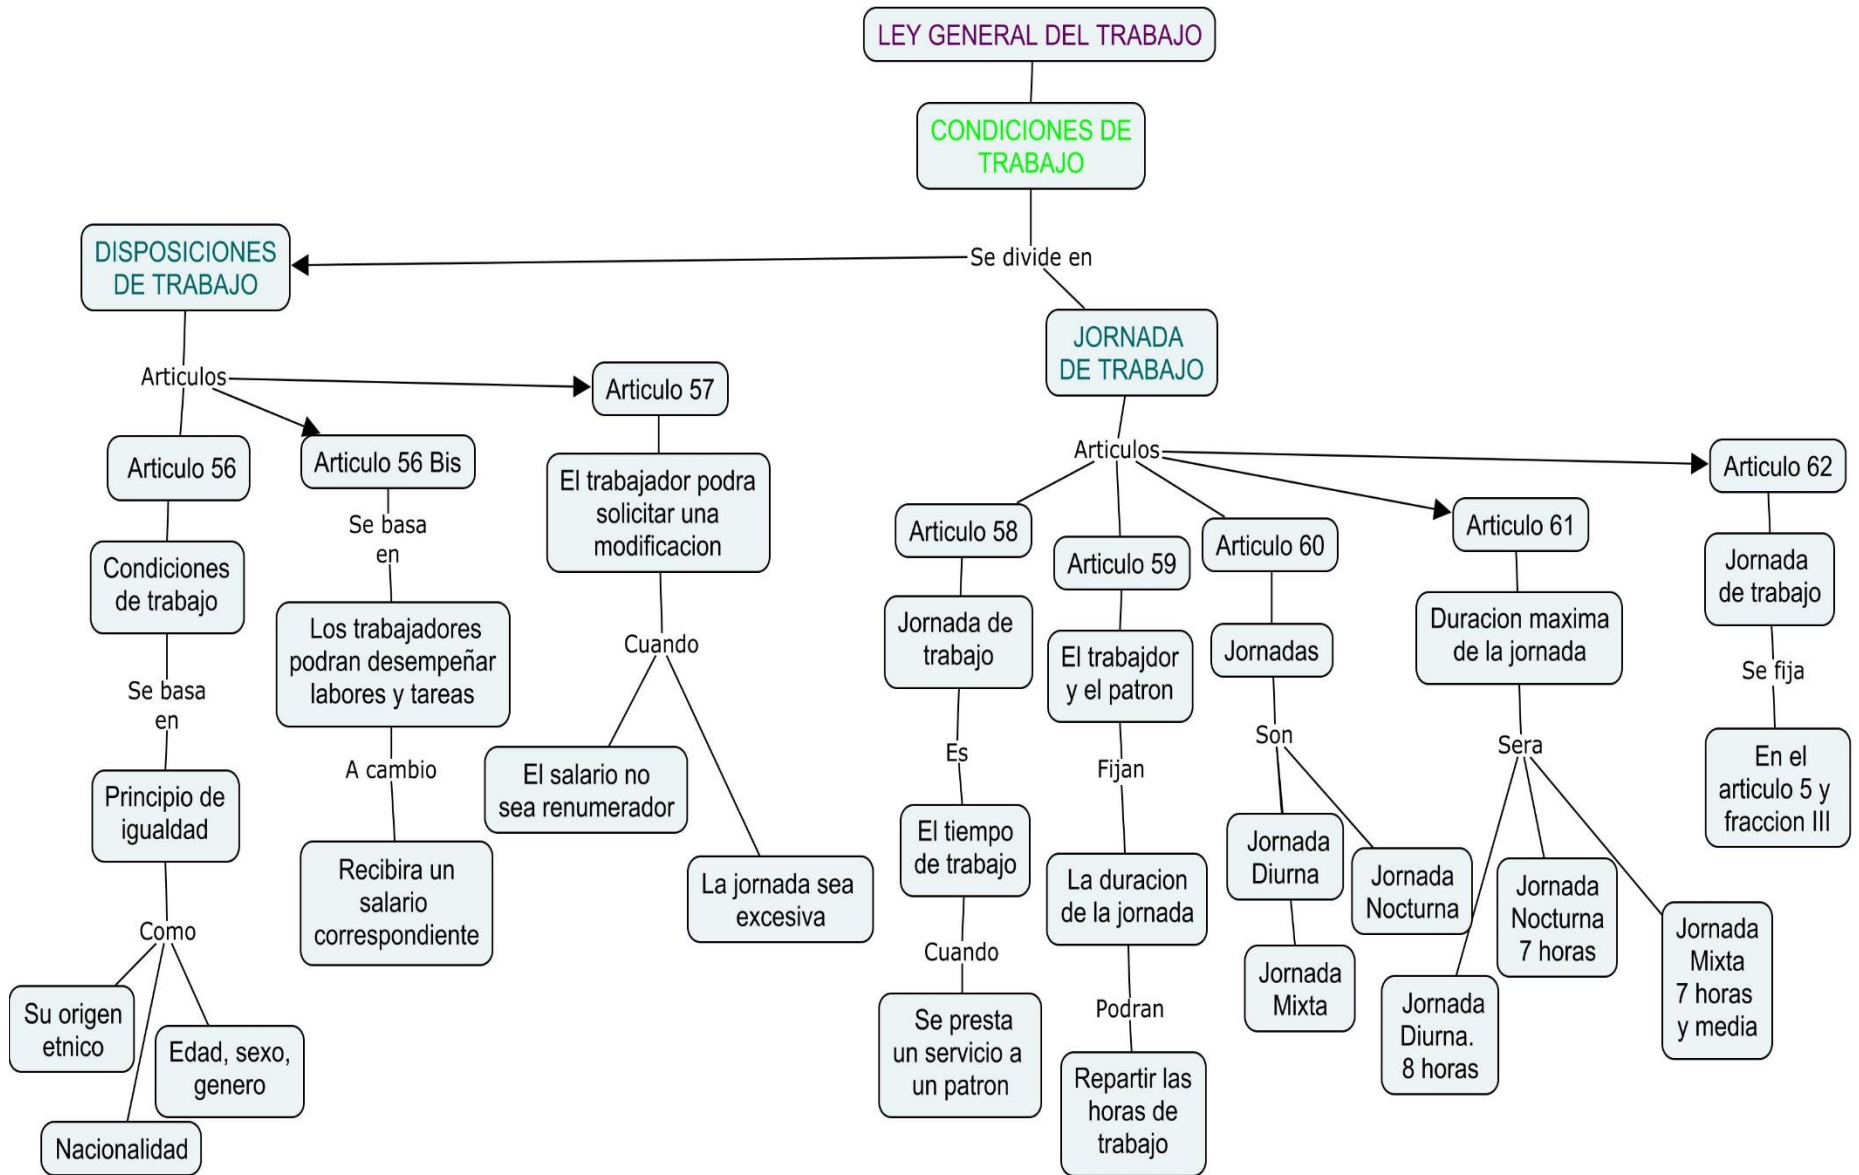 LEY GENERAL DEL TRABAJO
CONDICIONES DE
TRABAJO
Se divide en
DISPOSICIONES
DE TRABAJO
Articulos
Articulo 56
Condiciones
de trabajo
Se basa
en
Principio de
igualdad
Como
Su origen
etnico
Nacionalidad
Edad, sexo,
genero
Articulo 56 Bis
Se basa
en
Los trabajadores
podran desempeñar
labores y tareas
A cambio
Recibira un
salario
correspondiente
Articulo 57
El trabajador podra
solicitar una
modificacion
Cuando
El salario no
sea renumerador
La jornada sea
excesiva
JORNADA
DE TRABAJO
Articulos
Articulo 58
Jornada de
trabajo
Es
El tiempo
de trabajo
Cuando
Se presta
un servicio a
un patron
Articulo 59
El trabajdor
y el patron
Fijan
La duracion
de la jornada
Podran
Repartir las
horas de
trabajo
Articulo 60
Jornadas
Son
Jornada
Diurna
Jornada
Mixta
Jornada
Nocturna
Articulo 61
Duracion maxima
de la jornada
Sera
Jornada
Diurna.
8 horas
Jornada
Nocturna
7 horas
Jornada
Mixta
7 horas
y media
Articulo 62
Jornada
de trabajo
Se fija
En el
articulo 5 y
fraccion III